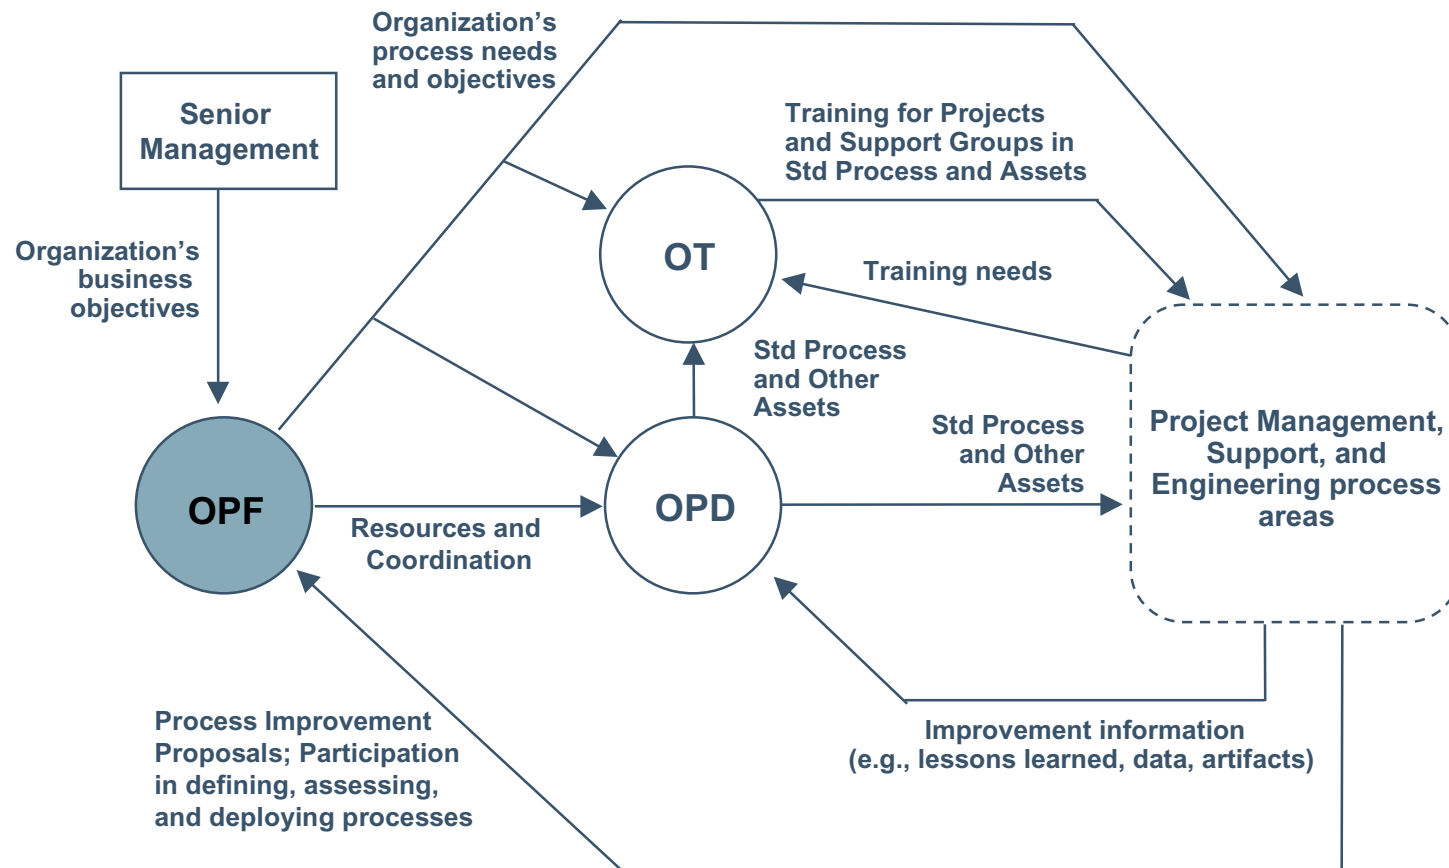 Organization’s
process needs
and objectives
Senior
Management
Training for Projects
and Support Groups in
Std Process and Assets
Organization’s
business
objectives
OT
Training needs
Std Process
and Other
Assets
Std Process
and Other
Assets
Project Management,
Support, and
Engineering process
areas
OPF
OPD
Resources and
Coordination
Process Improvement
Proposals; Participation
in defining, assessing,
and deploying processes
Improvement information
(e.g., lessons learned, data, artifacts)